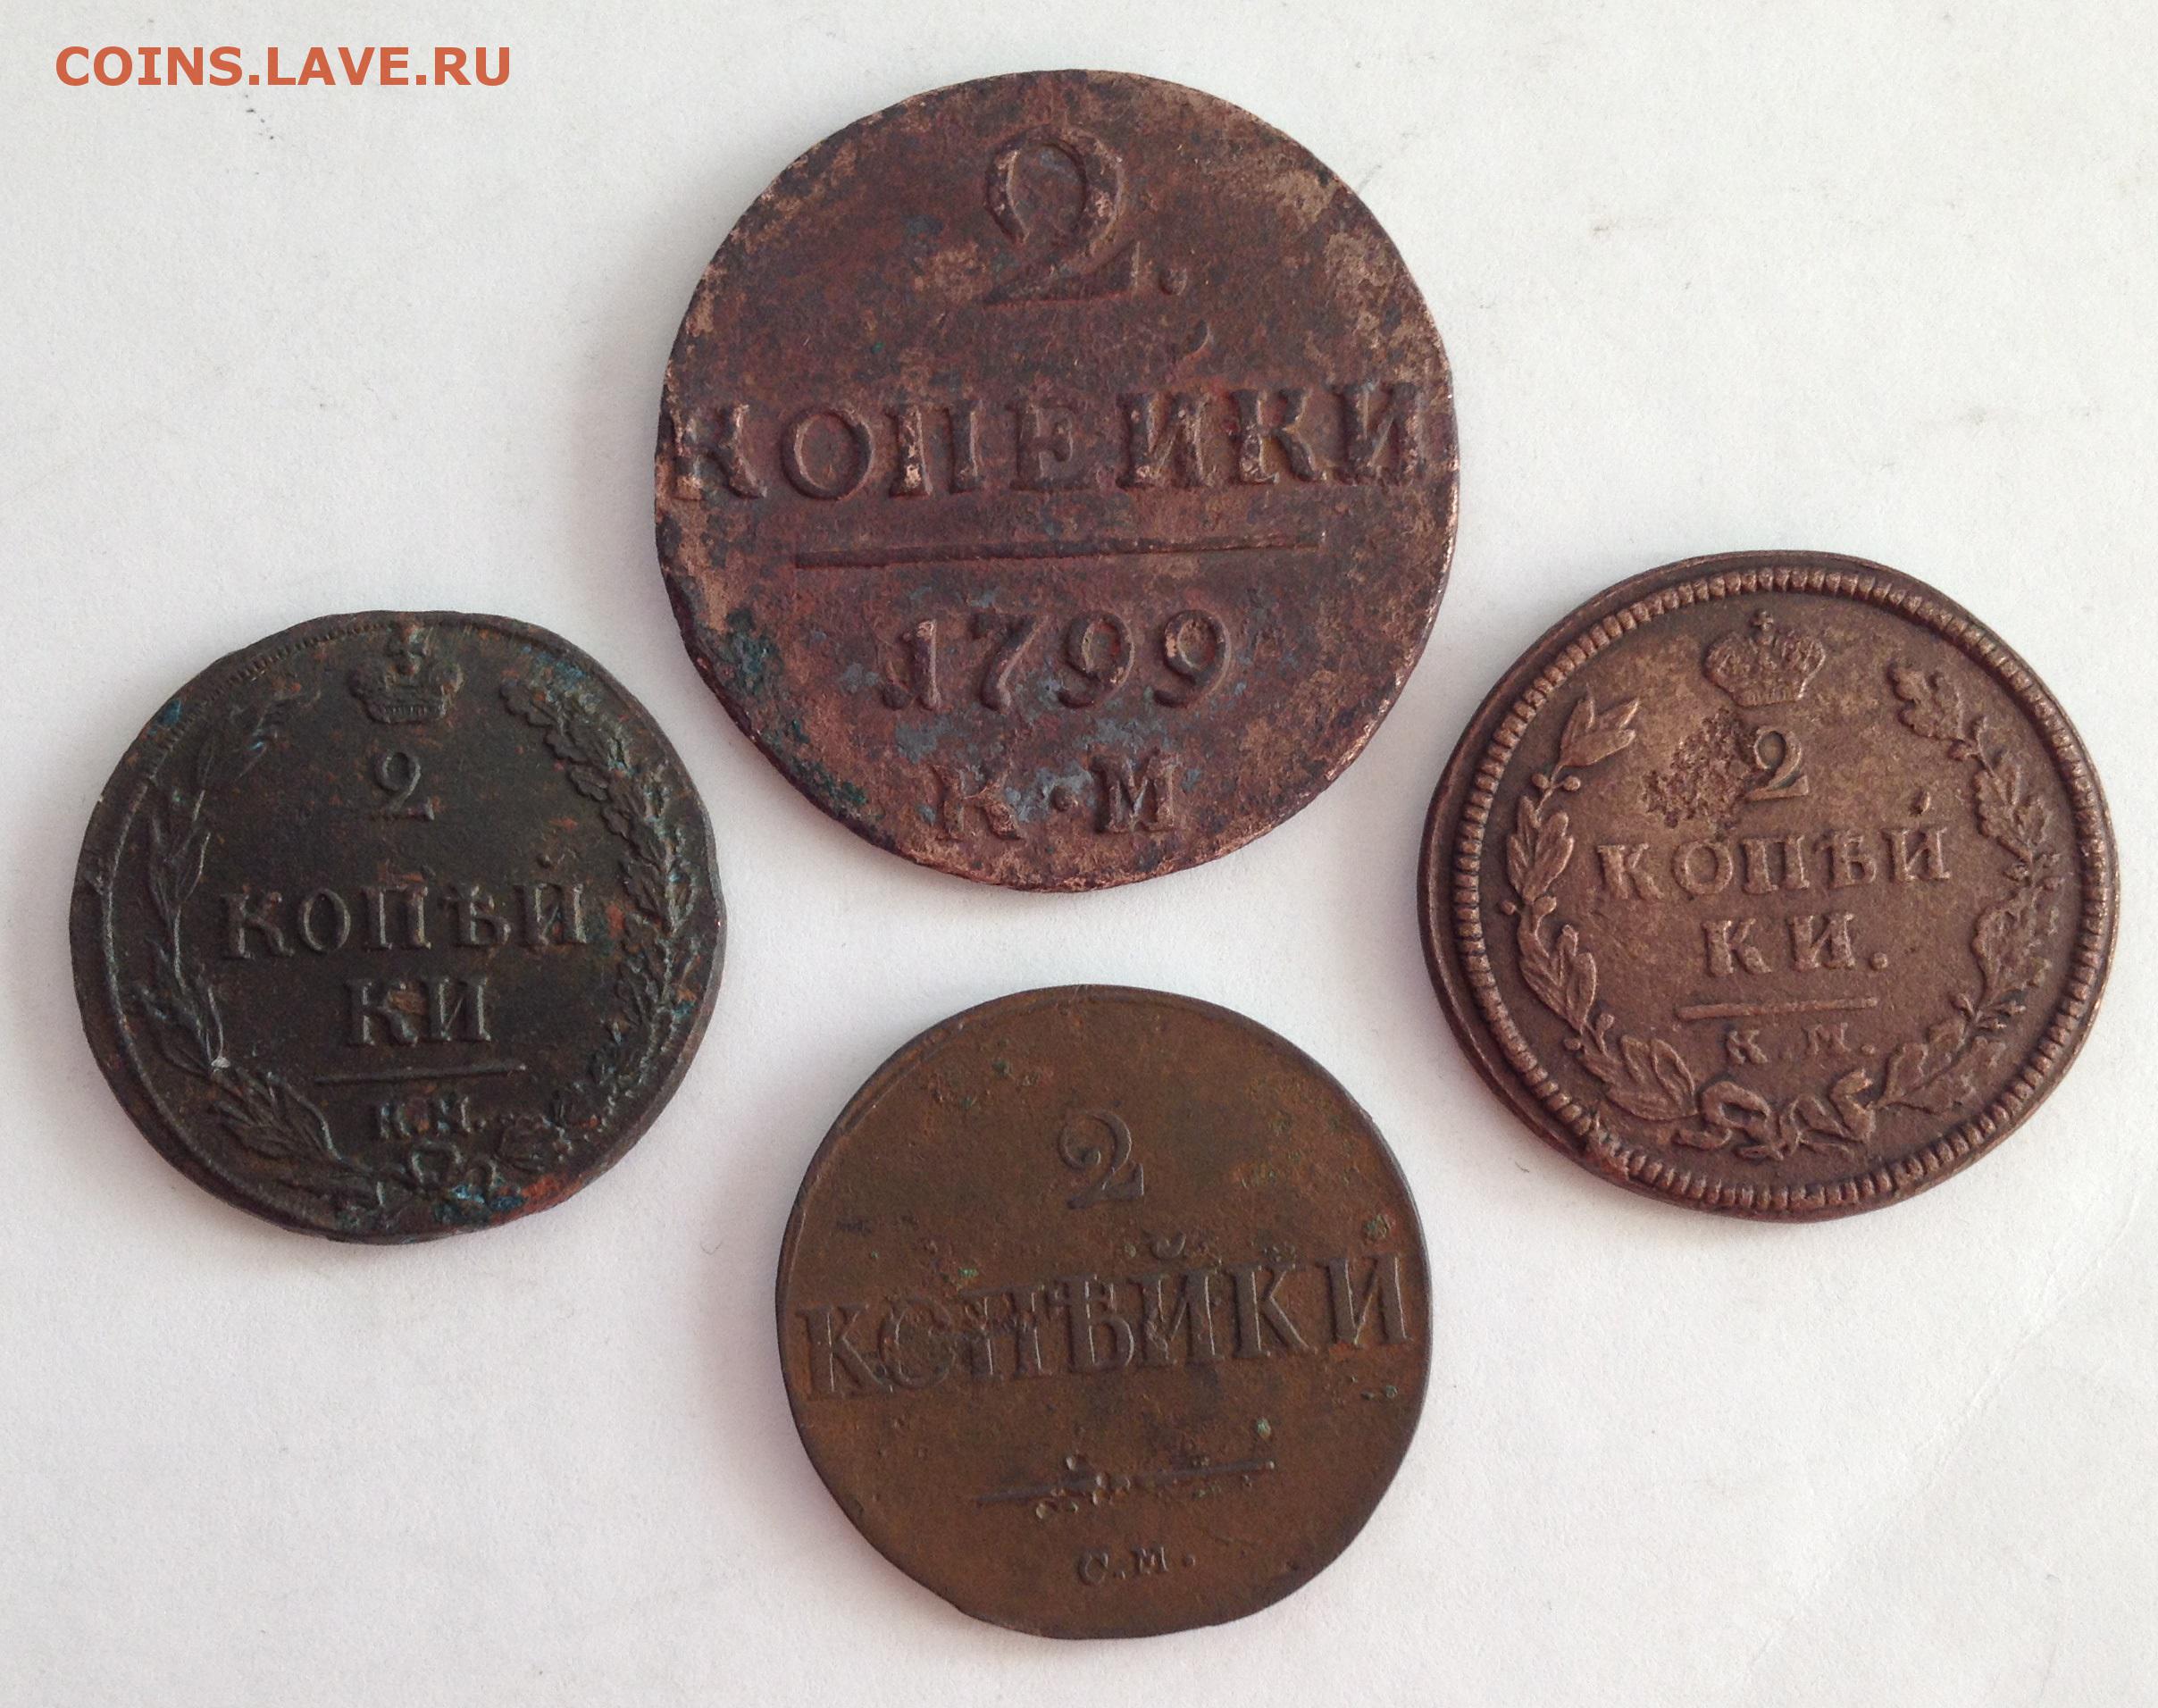 COINS.LAVE.RU
2.
КОПЕЙКИ
1799
К·М
2
КОПѢЙ
КИ
К.М.
2
КОПѢЙ
КИ.
К.М.
2
КОПѢЙКИ
С.М.